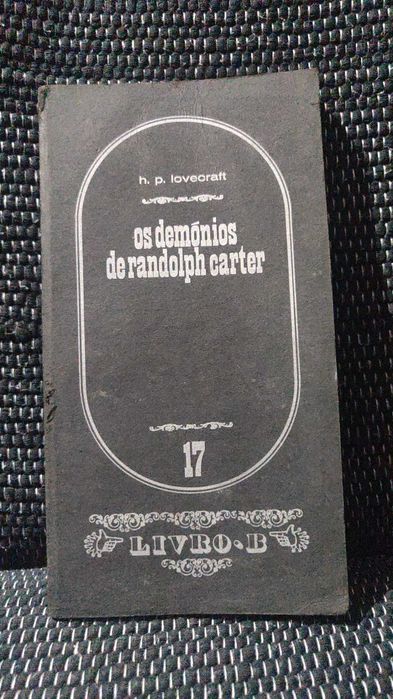 h. p. lovecraft
os demónios
de randolph carter
17
LIVRO·B